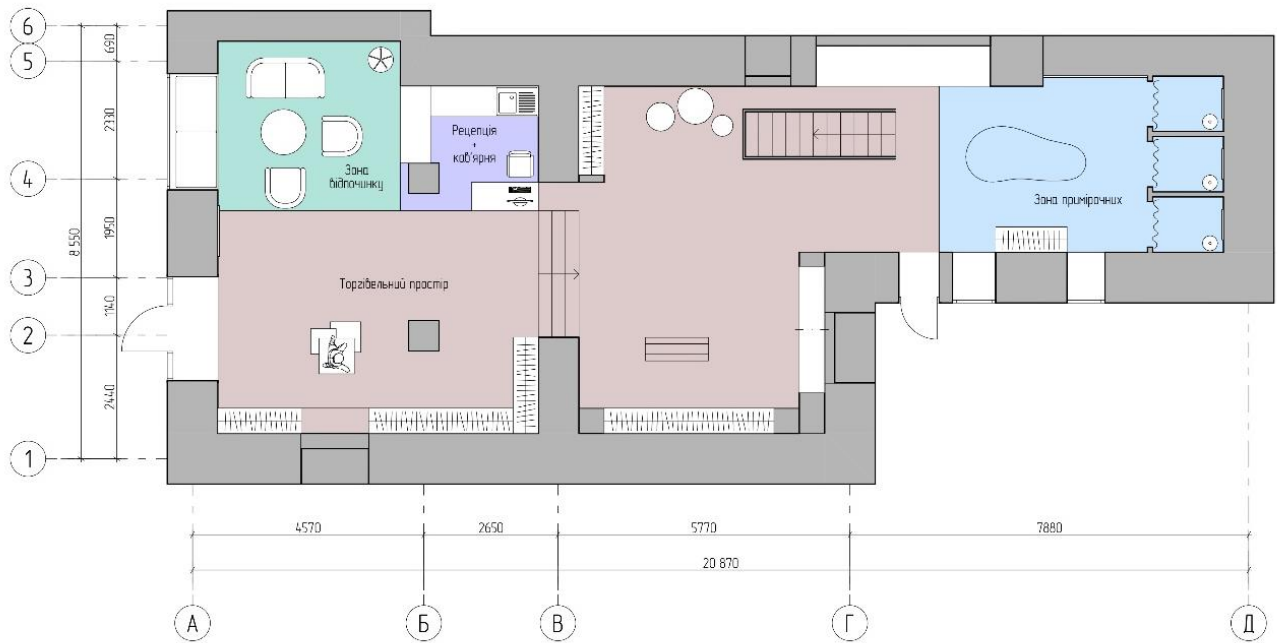 6
5
4
3
2
1
690
2330
1950
1140
2440
8 550
Рецепція
+
кав'ярня
Зона
відпочинку
Зона примірочних
Торгівельний простір
4570
2650
5770
7880
20 870
А
Б
В
Г
Д